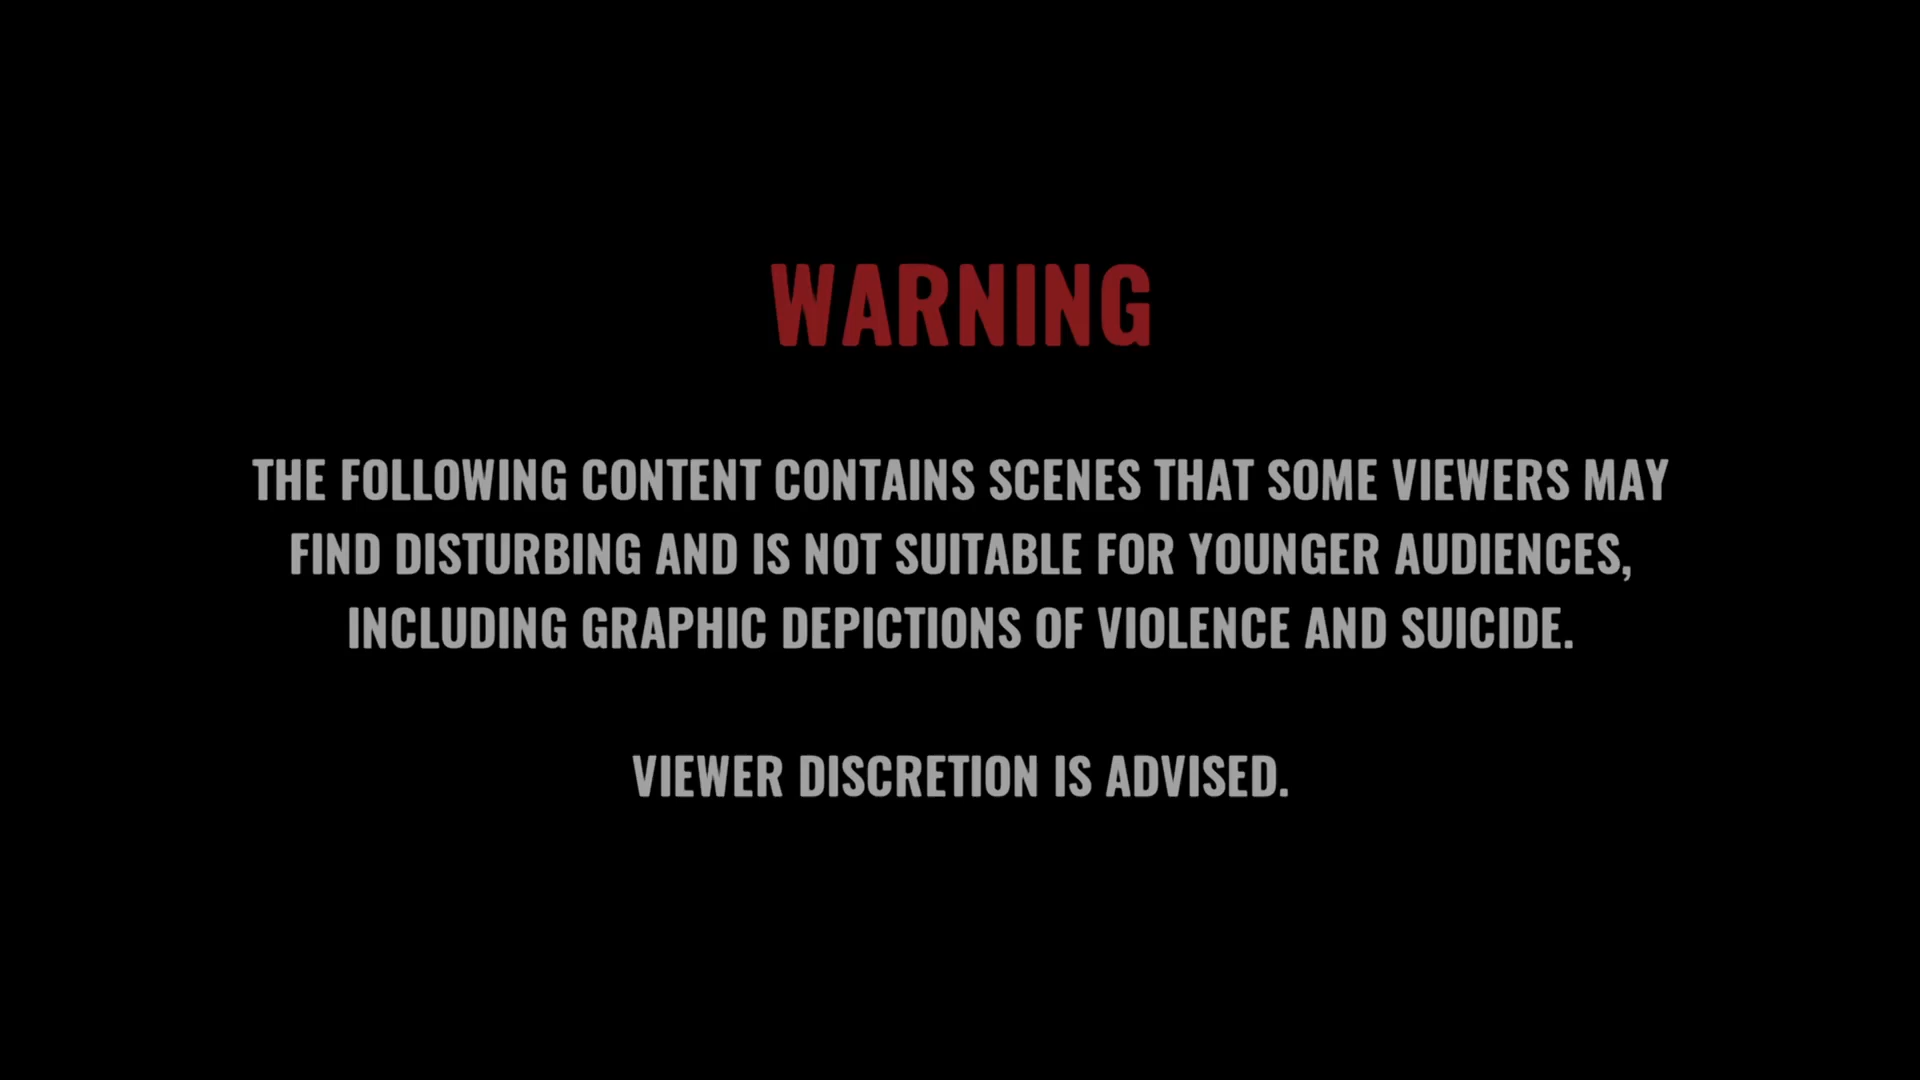 WARNING
THE FOLLOWING CONTENT CONTAINS SCENES THAT SOME VIEWERS MAY
FIND DISTURBING AND IS NOT SUITABLE FOR YOUNGER AUDIENCES,
INCLUDING GRAPHIC DEPICTIONS OF VIOLENCE AND SUICIDE.
VIEWER DISCRETION IS ADVISED.